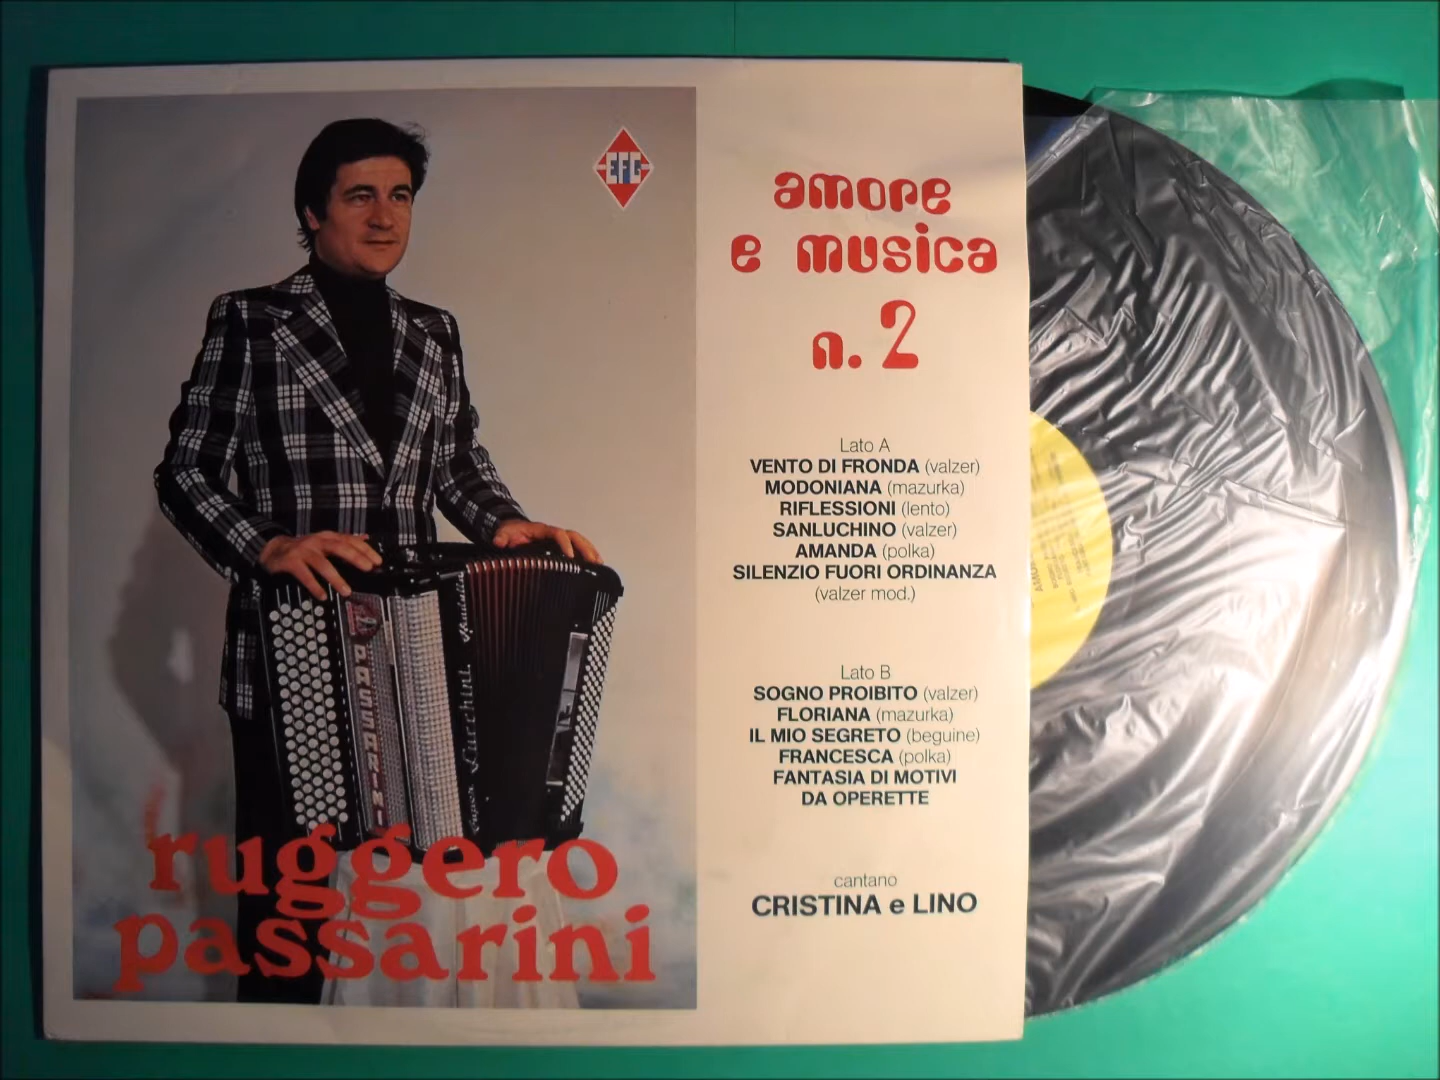 EFG
amore
e musica
n. 2
Lato A
VENTO DI FRONDA (valzer)
MODONIANA (mazurka)
RIFLESSIONI (lento)
SANLUCHINO (valzer)
AMANDA (polka)
SILENZIO FUORI ORDINANZA
(valzer mod.)
Lato B
SOGNO PROIBITO (valzer)
FLORIANA (mazurka)
IL MIO SEGRETO (beguine)
FRANCESCA (polka)
FANTASIA DI MOTIVI
DA OPERETTE
cantano
CRISTINA e LINO
PASSARINI
Lucchini
ruggero
passarini